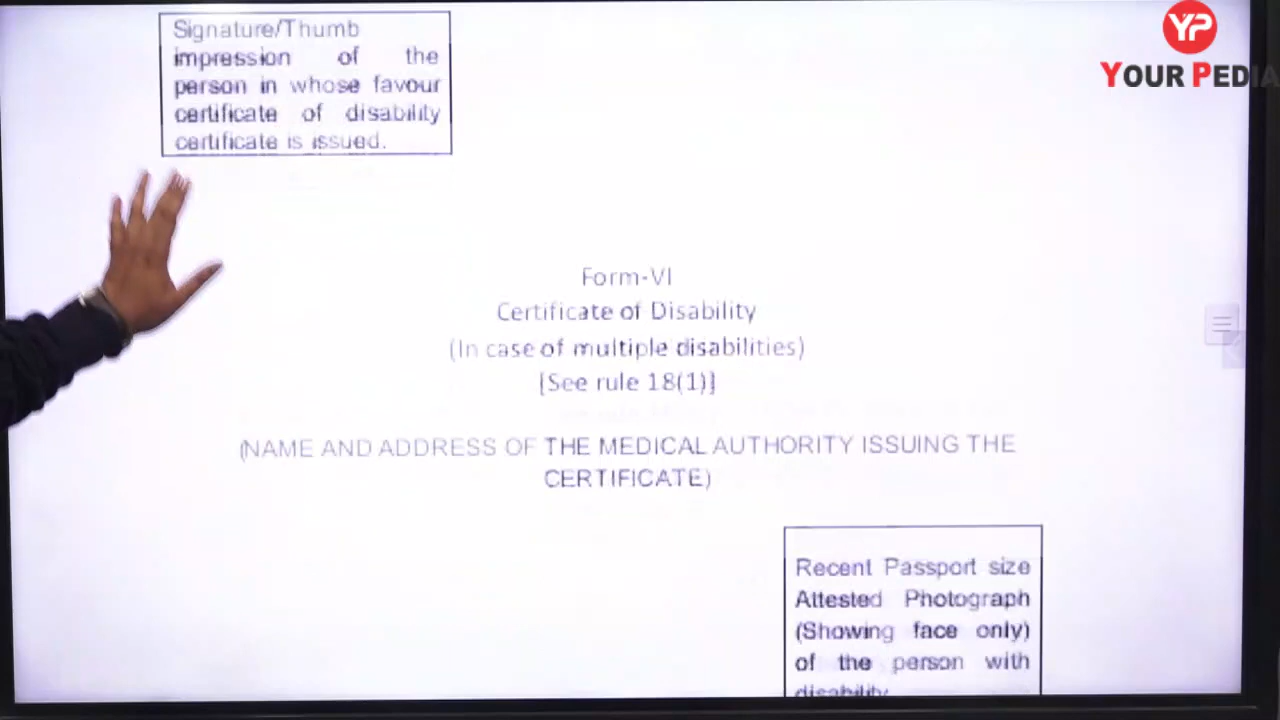 Signature/Thumb
impression of the
person in whose favour
certificate of disability
certificate is issued.
YP
YOUR PEDIA
Form-VI
Certificate of Disability
(In case of multiple disabilities)
[See rule 18(1)]
(NAME AND ADDRESS OF THE MEDICAL AUTHORITY ISSUING THE
CERTIFICATE)
Recent Passport size
Attested Photograph
(Showing face only)
of the person with
disability